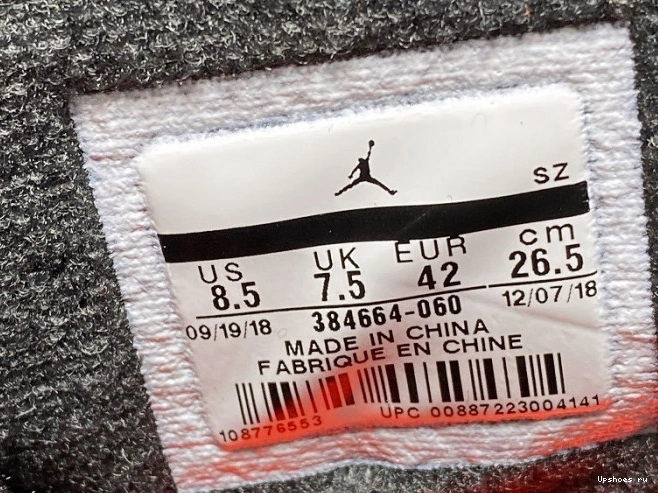 SZ
US UK EUR cm
8.5 7.5 42 26.5
09/19/18 384664-060 12/07/18
MADE IN CHINA
FABRIQUE EN CHINE
108776553 UPC 00887223004141
Upshoes ru